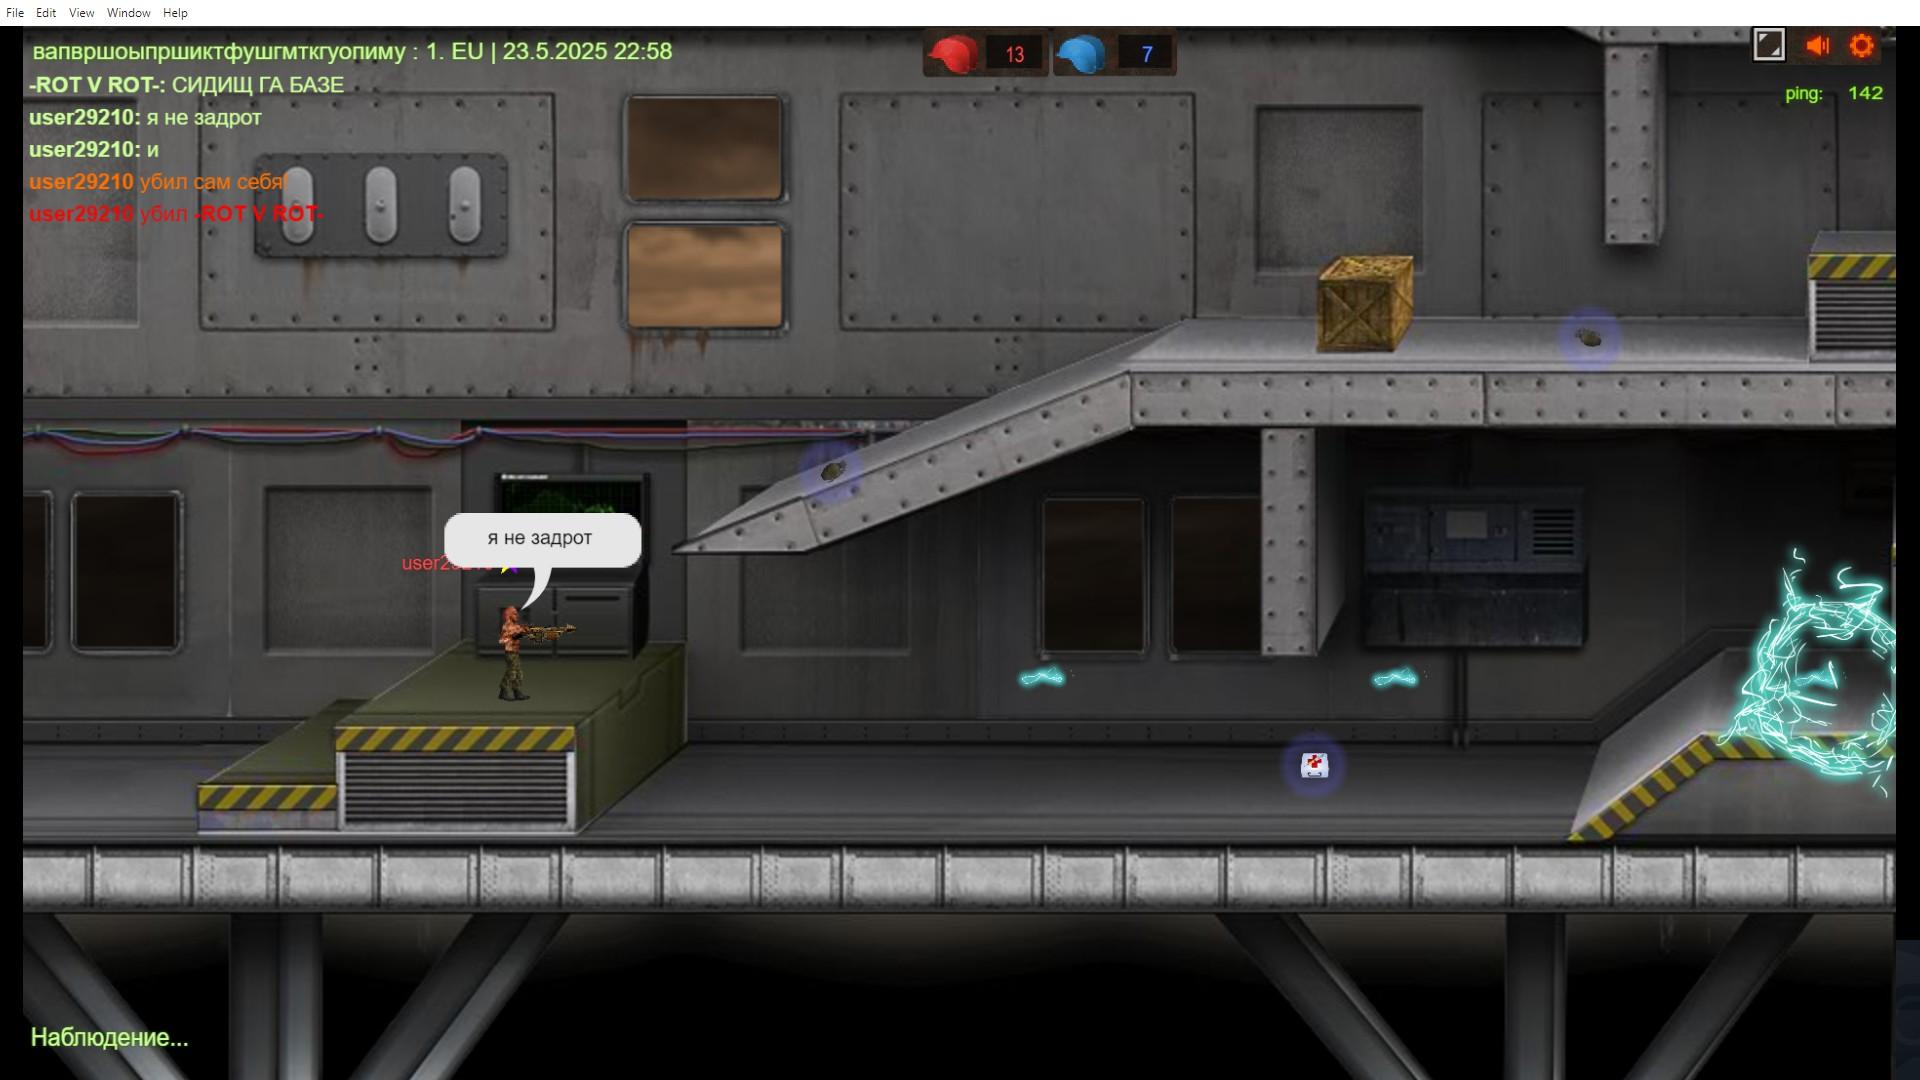 File Edit View Window Help
вапвршоыпршиктфушгмткгуопиму : 1. EU | 23.5.2025 22:58
13 7
-ROT V ROT-: СИДИЩ ГА БАЗЕ
ping: 142
user29210: я не задрот
user29210: и
user29210 убил сам себя!
user29210 убил -ROT V ROT-
я не задрот
Наблюдение...